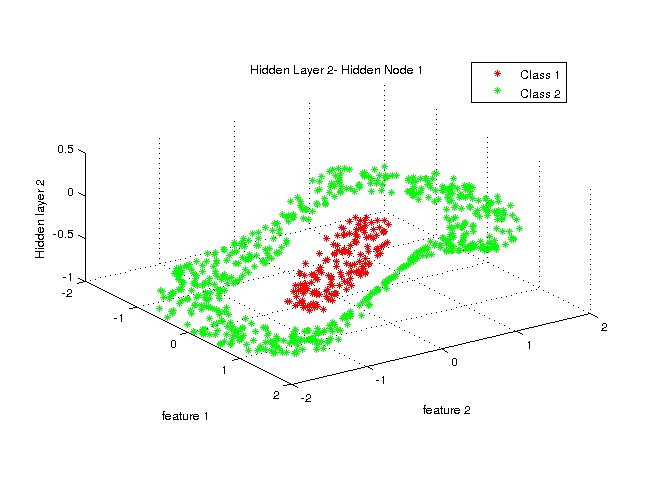 Hidden Layer 2- Hidden Node 1
Class 1
Class 2
0.5
0
-0.5
-1
Hidden layer 2
-2
-1
0
1
2
feature 1
-2
-1
0
1
2
feature 2